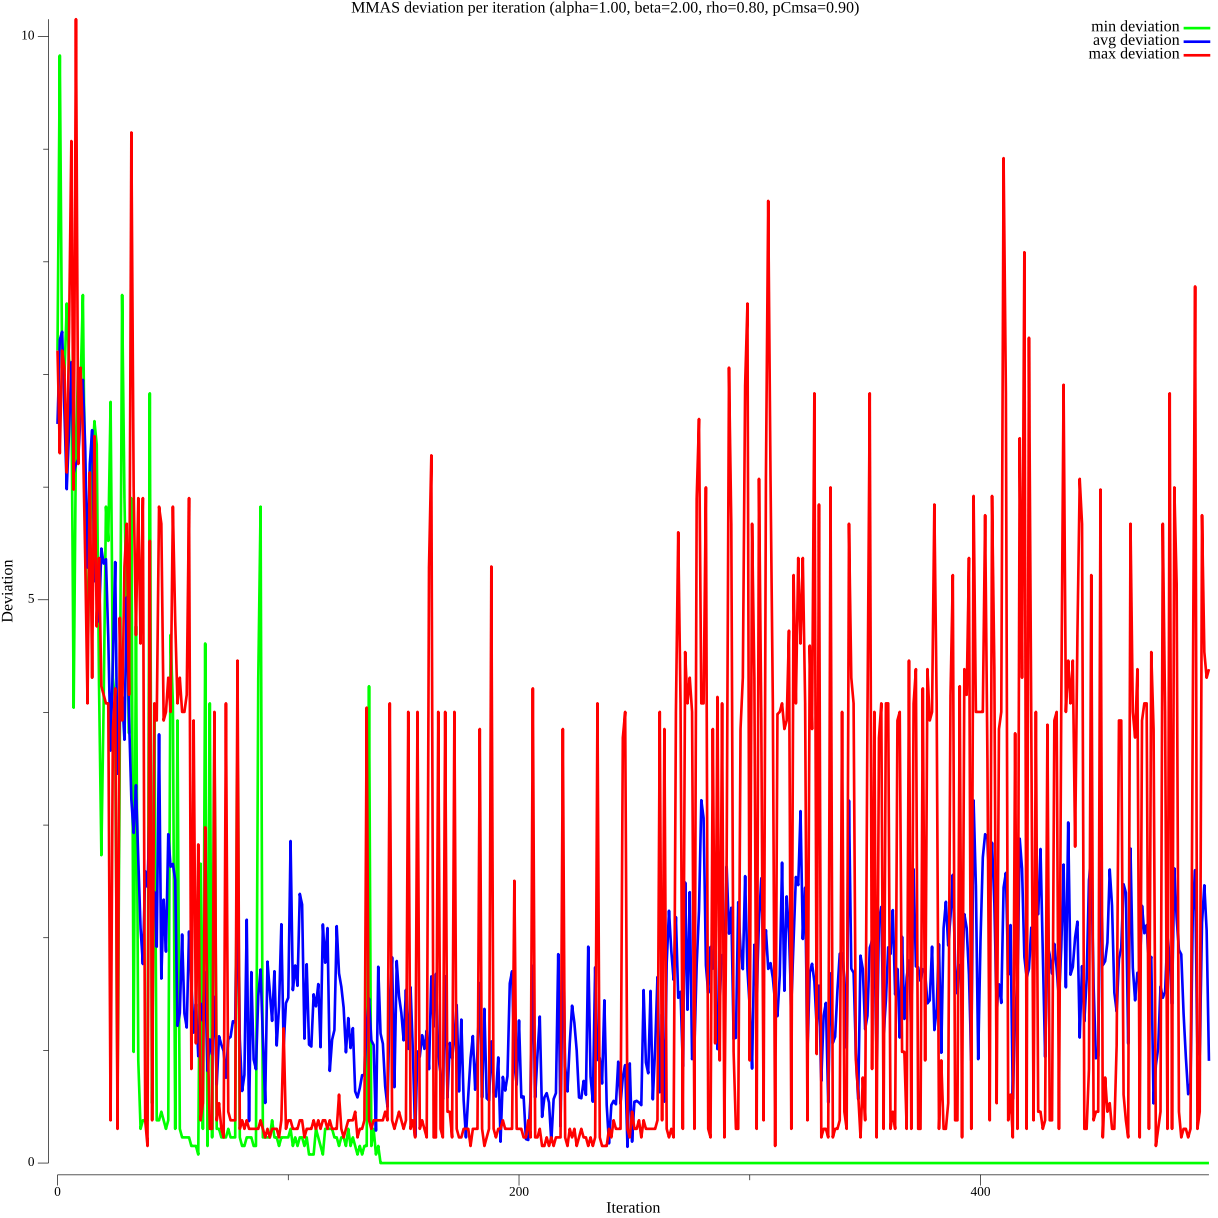 MMAS deviation per iteration (alpha=1.00, beta=2.00, rho=0.80, pCmsa=0.90)
min deviation
avg deviation
max deviation
10
5
0
Deviation
0
200
400
Iteration